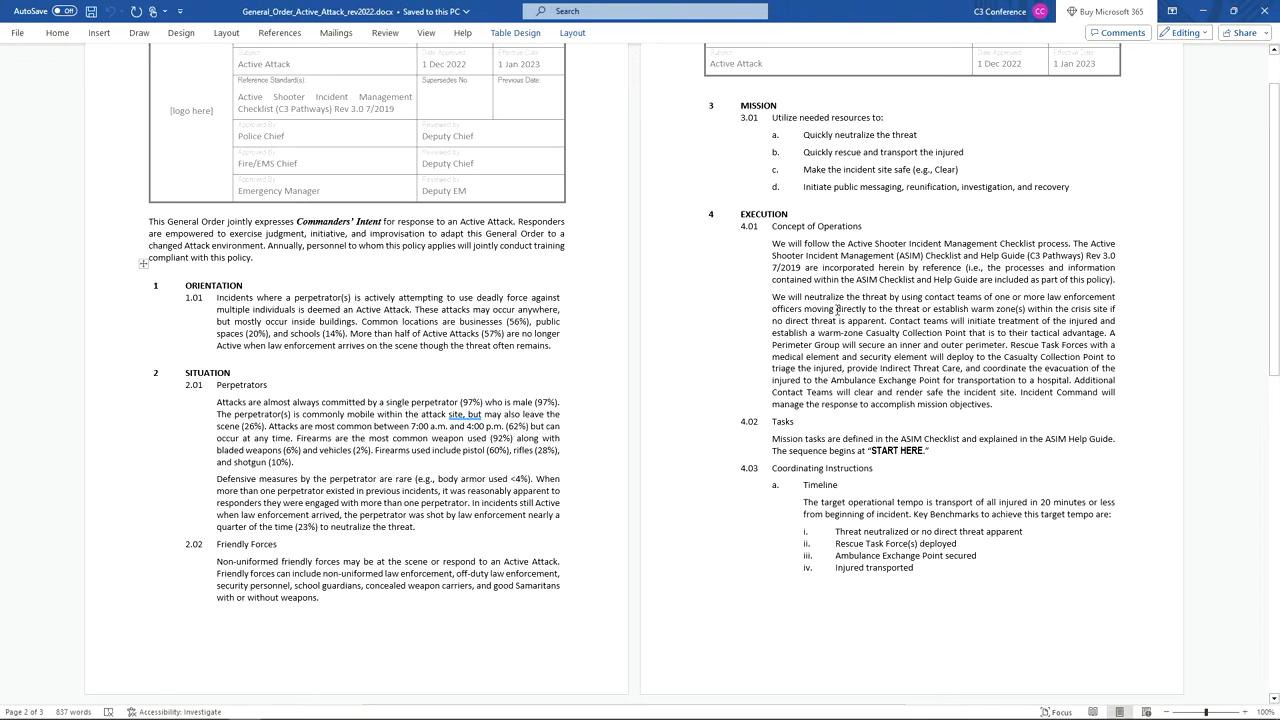 AutoSave Off
General_Order_Active_Attack_rev2022.docx • Saved to this PC
Search
C3 Conference CC
Buy Microsoft 365
File Home Insert Draw Design Layout References Mailings Review View Help Table Design Layout
Comments Editing Share
Subject: Date Approved: Effective Date:
Active Attack 1 Dec 2022 1 Jan 2023
Reference Standard(s): Supersedes No. Previous Date:
Active Shooter Incident Management
Checklist (C3 Pathways) Rev 3.0 7/2019
[logo here]
Approved By Reviewed by
Police Chief Deputy Chief
Approved By Reviewed by
Fire/EMS Chief Deputy Chief
Approved By Reviewed by
Emergency Manager Deputy EM
This General Order jointly expresses Commanders’ Intent for response to an Active Attack. Responders
are empowered to exercise judgment, initiative, and improvisation to adapt this General Order to a
changed Attack environment. Annually, personnel to whom this policy applies will jointly conduct training
compliant with this policy.
1 ORIENTATION
1.01 Incidents where a perpetrator(s) is actively attempting to use deadly force against
multiple individuals is deemed an Active Attack. These attacks may occur anywhere,
but mostly occur inside buildings. Common locations are businesses (56%), public
spaces (20%), and schools (14%). More than half of Active Attacks (57%) are no longer
Active when law enforcement arrives on the scene though the threat often remains.
2 SITUATION
2.01 Perpetrators
Attacks are almost always committed by a single perpetrator (97%) who is male (97%).
The perpetrator(s) is commonly mobile within the attack site, but may also leave the
scene (26%). Attacks are most common between 7:00 a.m. and 4:00 p.m. (62%) but can
occur at any time. Firearms are the most common weapon used (92%) along with
bladed weapons (6%) and vehicles (2%). Firearms used include pistol (60%), rifles (28%),
and shotgun (10%).
Defensive measures by the perpetrator are rare (e.g., body armor used <4%). When
more than one perpetrator existed in previous incidents, it was reasonably apparent to
responders they were engaged with more than one perpetrator. In incidents still Active
when law enforcement arrived, the perpetrator was shot by law enforcement nearly a
quarter of the time (23%) to neutralize the threat.
2.02 Friendly Forces
Non-uniformed friendly forces may be at the scene or respond to an Active Attack.
Friendly forces can include non-uniformed law enforcement, off-duty law enforcement,
security personnel, school guardians, concealed weapon carriers, and good Samaritans
with or without weapons.
Subject: Date Approved: Effective Date:
Active Attack 1 Dec 2022 1 Jan 2023
3 MISSION
3.01 Utilize needed resources to:
a. Quickly neutralize the threat
b. Quickly rescue and transport the injured
c. Make the incident site safe (e.g., Clear)
d. Initiate public messaging, reunification, investigation, and recovery
4 EXECUTION
4.01 Concept of Operations
We will follow the Active Shooter Incident Management Checklist process. The Active
Shooter Incident Management (ASIM) Checklist and Help Guide (C3 Pathways) Rev 3.0
7/2019 are incorporated herein by reference (i.e., the processes and information
contained within the ASIM Checklist and Help Guide are included as part of this policy).
We will neutralize the threat by using contact teams of one or more law enforcement
officers moving directly to the threat or establish warm zone(s) within the crisis site if
no direct threat is apparent. Contact teams will initiate treatment of the injured and
establish a warm-zone Casualty Collection Point that is to their tactical advantage. A
Perimeter Group will secure an inner and outer perimeter. Rescue Task Forces with a
medical element and security element will deploy to the Casualty Collection Point to
triage the injured, provide Indirect Threat Care, and coordinate the evacuation of the
injured to the Ambulance Exchange Point for transportation to a hospital. Additional
Contact Teams will clear and render safe the incident site. Incident Command will
manage the response to accomplish mission objectives.
4.02 Tasks
Mission tasks are defined in the ASIM Checklist and explained in the ASIM Help Guide.
The sequence begins at “START HERE.”
4.03 Coordinating Instructions
a. Timeline
The target operational tempo is transport of all injured in 20 minutes or less
from beginning of incident. Key Benchmarks to achieve this target tempo are:
i. Threat neutralized or no direct threat apparent
ii. Rescue Task Force(s) deployed
iii. Ambulance Exchange Point secured
iv. Injured transported
Page 2 of 3 837 words Accessibility: Investigate
Focus 100%